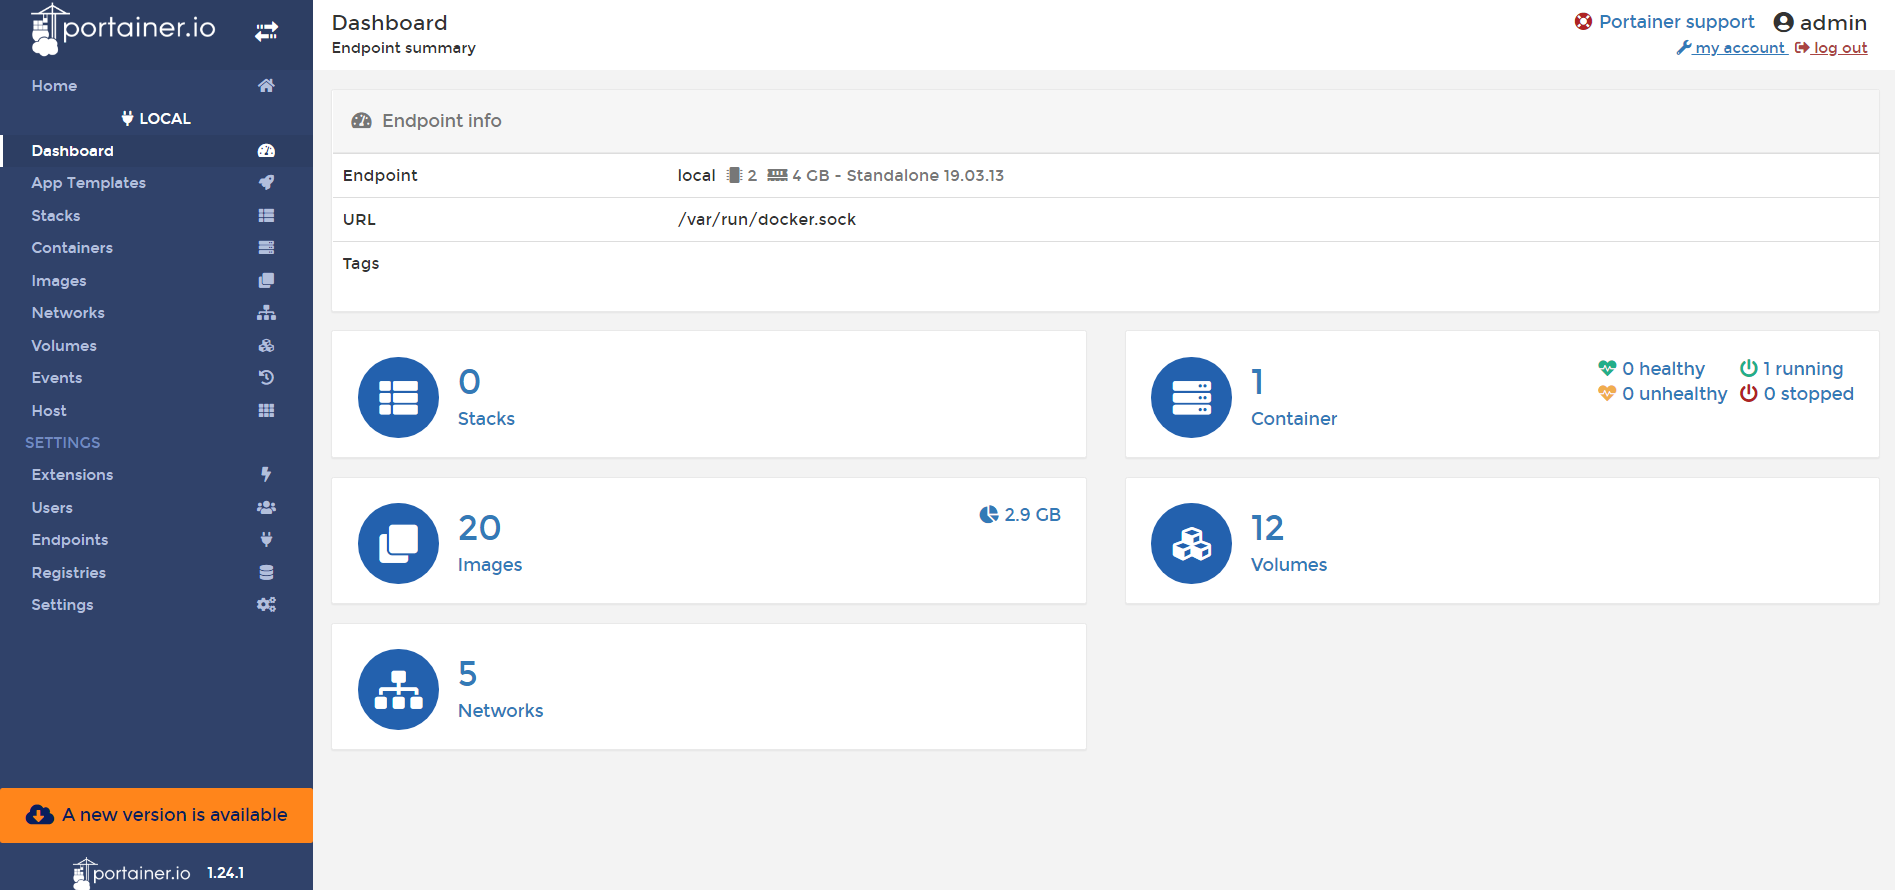 portainer.io
Home
LOCAL
Dashboard
App Templates
Stacks
Containers
Images
Networks
Volumes
Events
Host
SETTINGS
Extensions
Users
Endpoints
Registries
Settings
A new version is available
portainer.io 1.24.1
Dashboard
Endpoint summary
Portainer support admin
my account log out
Endpoint info
Endpoint local 2 4 GB - Standalone 19.03.13
URL /var/run/docker.sock
Tags
0
Stacks
1
Container
0 healthy 1 running
0 unhealthy 0 stopped
20
Images
2.9 GB
12
Volumes
5
Networks